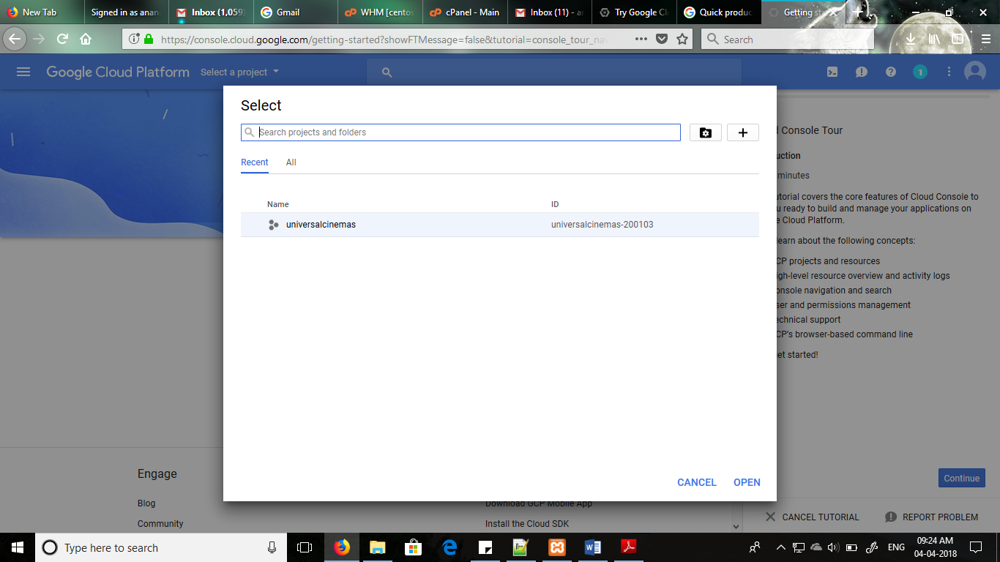 New Tab
Signed in as anan
Inbox (1,059)
Gmail
WHM [centos
cPanel - Main
Inbox (11) - a
Try Google Cl
Quick produc
Getting sta
https://console.cloud.google.com/getting-started?showFTMessage=false&tutorial=console_tour_nav
Search
Google Cloud Platform
Select a project
1
Select
Search projects and folders
Recent
All
Name
ID
universalcinemas
universalcinemas-200103
CANCEL
OPEN
d Console Tour
uction
minutes
utorial covers the core features of Cloud Console to
u ready to build and manage your applications on
e Cloud Platform.
learn about the following concepts:
CP projects and resources
igh-level resource overview and activity logs
onsole navigation and search
ser and permissions management
echnical support
CP's browser-based command line
et started!
Continue
CANCEL TUTORIAL
REPORT PROBLEM
Engage
Blog
Community
Download GCP Mobile App
Install the Cloud SDK
Type here to search
ENG
09:24 AM
04-04-2018